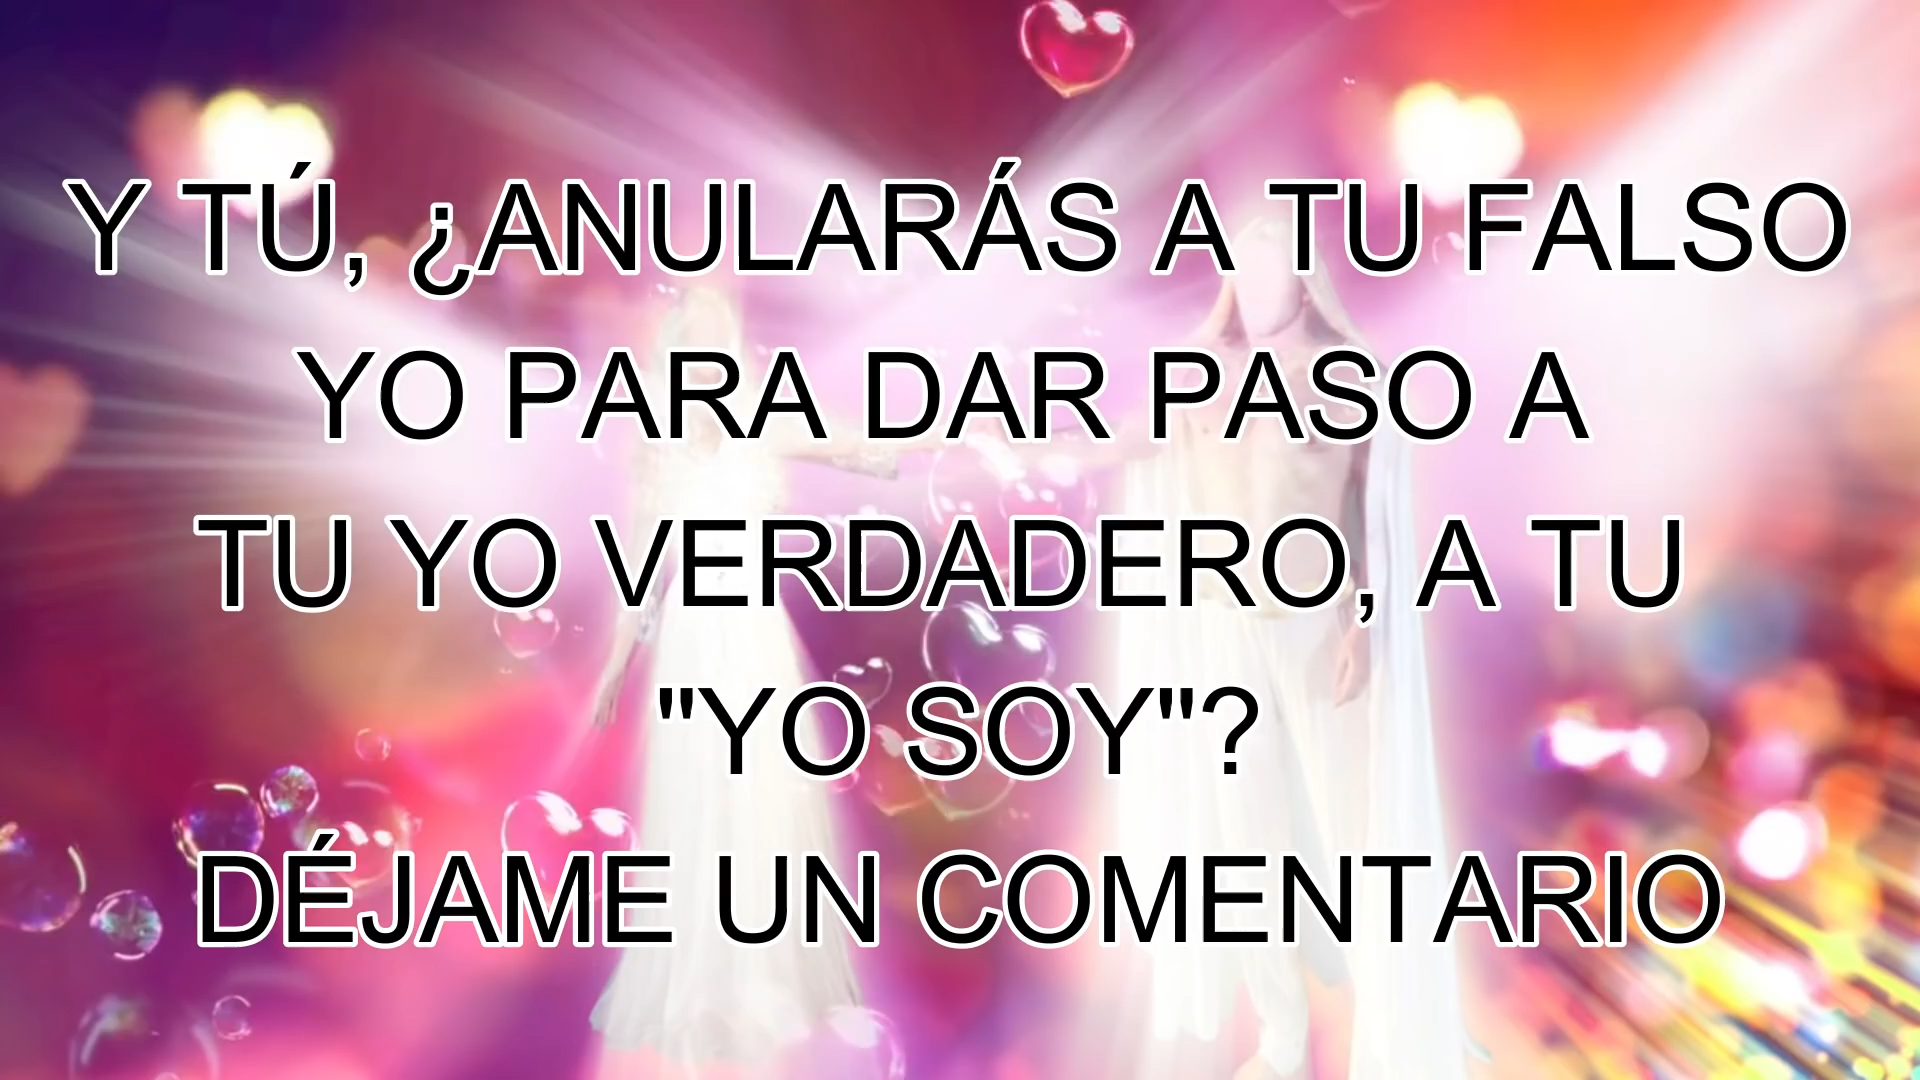 Y TÚ, ¿ANULARÁS A TU FALSO
YO PARA DAR PASO A
TU YO VERDADERO, A TU
"YO SOY"?
DÉJAME UN COMENTARIO